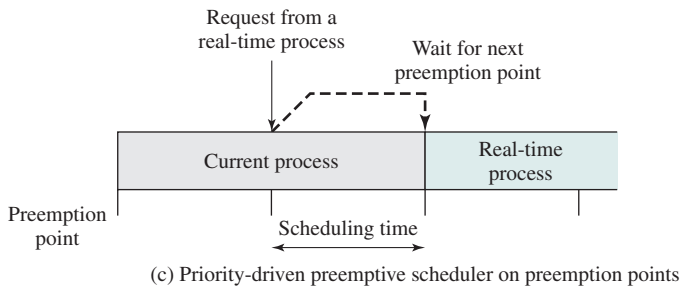 Request from a
real-time process
Wait for next
preemption point
Current process
Real-time
process
Preemption
point
Scheduling time
(c) Priority-driven preemptive scheduler on preemption points